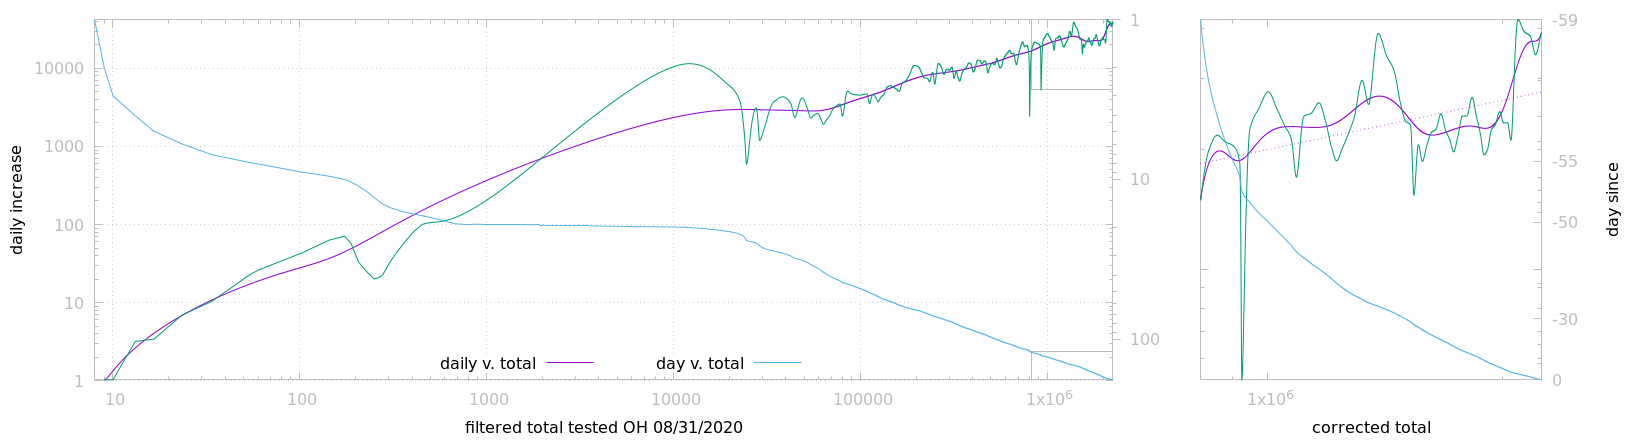 daily increase
10000
1000
100
10
1
10
100
1000
10000
100000
1x10^6
filtered total tested OH 08/31/2020
daily v. total
day v. total
1
10
100
1x10^6
corrected total
-59
-55
-50
-30
0
day since